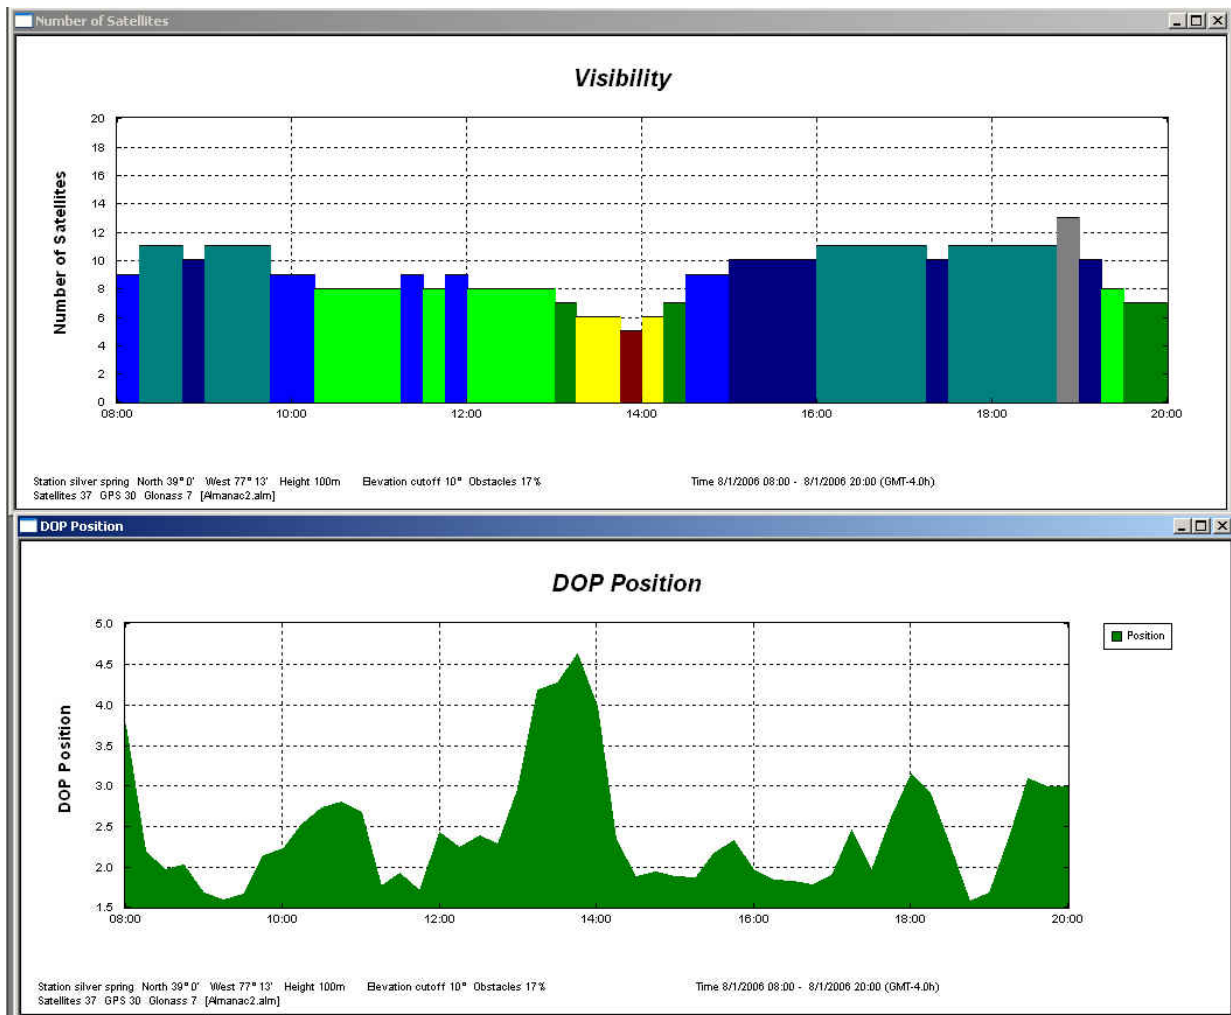 Number of Satellites
Visibility
Number of Satellites
20
18
16
14
12
10
8
6
4
2
0
08:00 10:00 12:00 14:00 16:00 18:00 20:00
Station silver spring North 39° 0' West 77° 13' Height 100m Elevation cutoff 10° Obstacles 17% Time 8/1/2006 08:00 - 8/1/2006 20:00 (GMT-4.0h)
Satellites 37 GPS 30 Glonass 7 [Almanac2.alm]
DOP Position
DOP Position
DOP Position
5.0
4.5
4.0
3.5
3.0
2.5
2.0
1.5
08:00 10:00 12:00 14:00 16:00 18:00 20:00
Position
Station silver spring North 39° 0' West 77° 13' Height 100m Elevation cutoff 10° Obstacles 17% Time 8/1/2006 08:00 - 8/1/2006 20:00 (GMT-4.0h)
Satellites 37 GPS 30 Glonass 7 [Almanac2.alm]